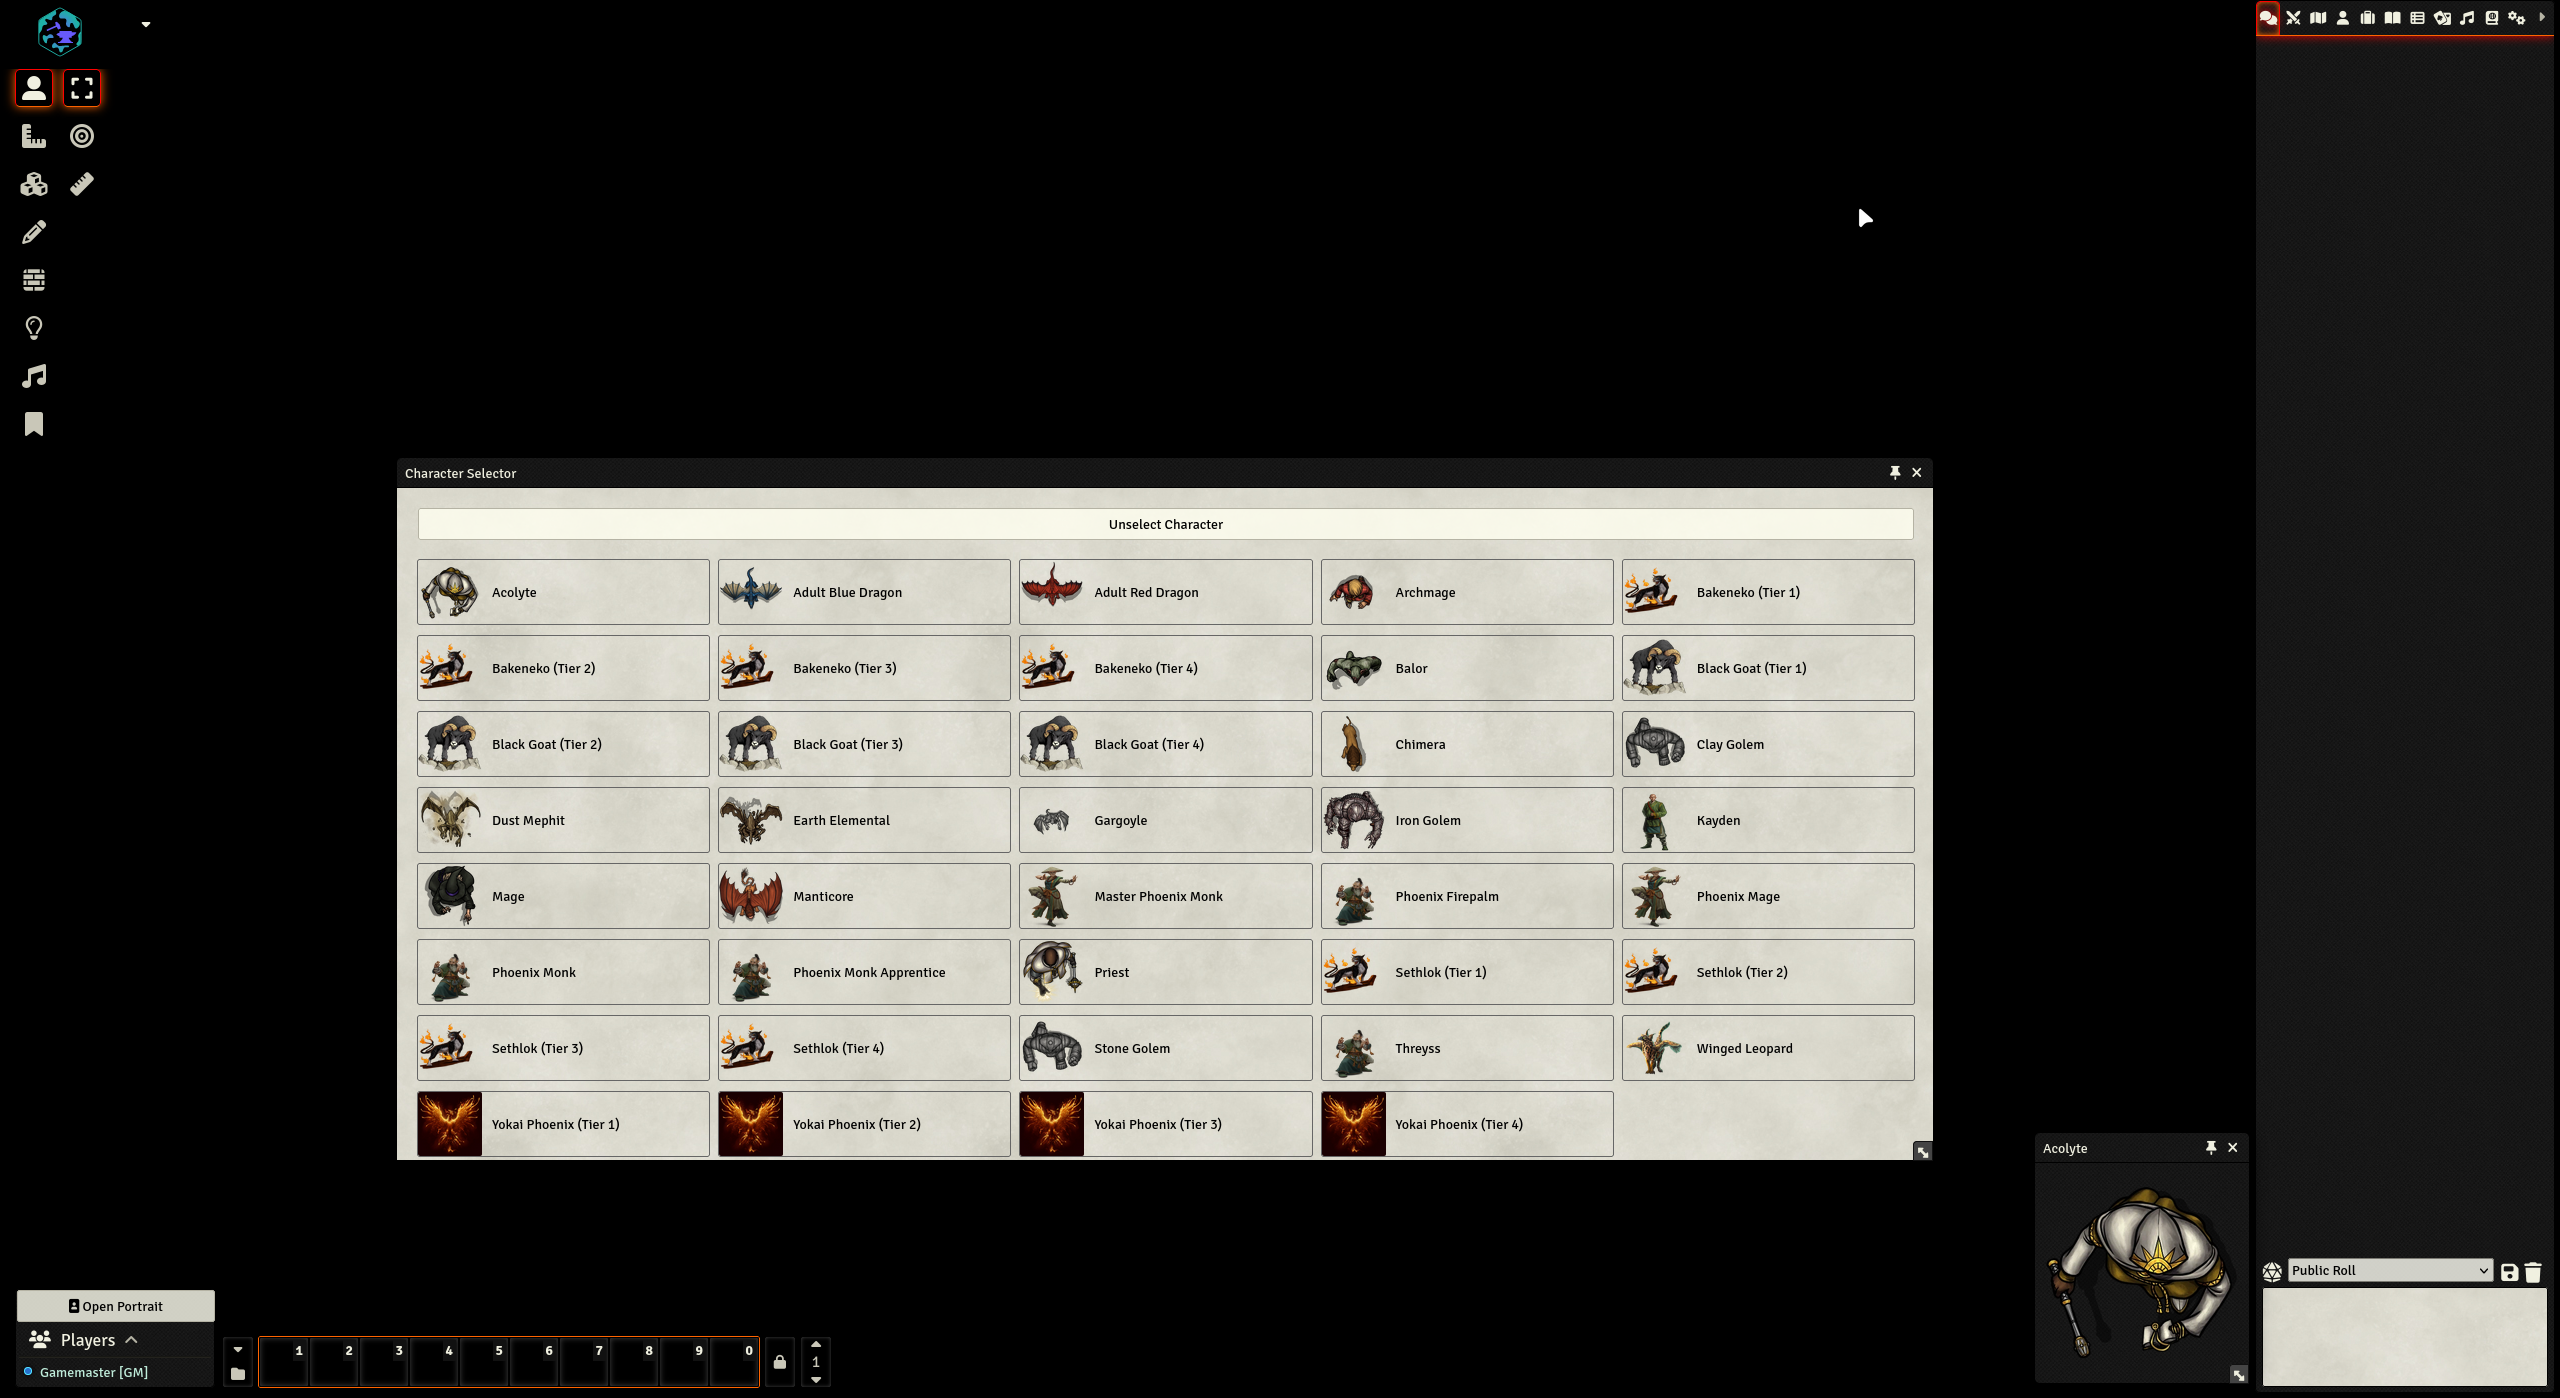 Character Selector
Unselect Character
Acolyte
Adult Blue Dragon
Adult Red Dragon
Archmage
Bakeneko (Tier 1)
Bakeneko (Tier 2)
Bakeneko (Tier 3)
Bakeneko (Tier 4)
Balor
Black Goat (Tier 1)
Black Goat (Tier 2)
Black Goat (Tier 3)
Black Goat (Tier 4)
Chimera
Clay Golem
Dust Mephit
Earth Elemental
Gargoyle
Iron Golem
Kayden
Mage
Manticore
Master Phoenix Monk
Phoenix Firepalm
Phoenix Mage
Phoenix Monk
Phoenix Monk Apprentice
Priest
Sethlok (Tier 1)
Sethlok (Tier 2)
Sethlok (Tier 3)
Sethlok (Tier 4)
Stone Golem
Threyss
Winged Leopard
Yokai Phoenix (Tier 1)
Yokai Phoenix (Tier 2)
Yokai Phoenix (Tier 3)
Yokai Phoenix (Tier 4)
Acolyte
Public Roll
Open Portrait
Players
Gamemaster [GM]
1 2 3 4 5 6 7 8 9 0
1